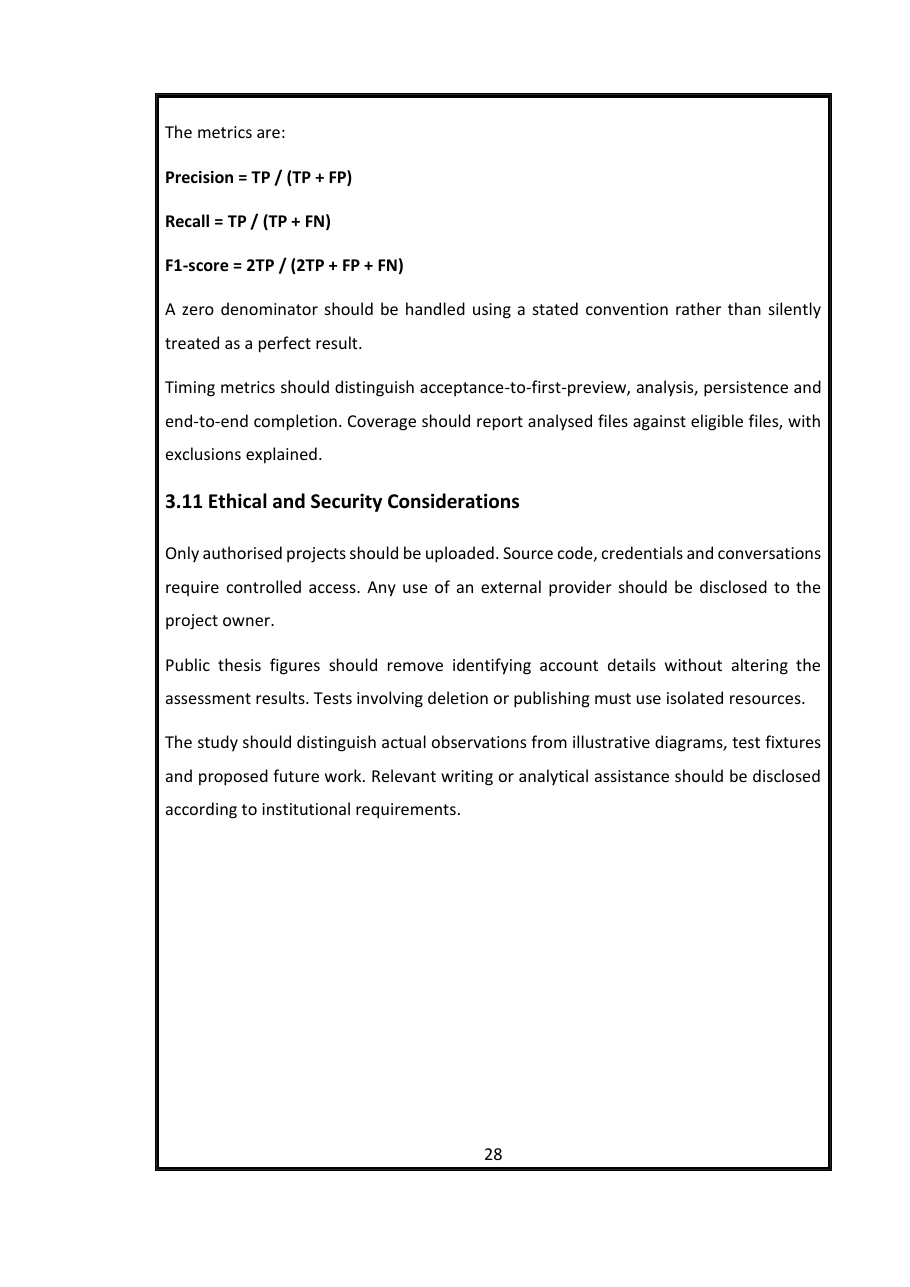 The metrics are:
Precision = TP / (TP + FP)
Recall = TP / (TP + FN)
F1-score = 2TP / (2TP + FP + FN)
A zero denominator should be handled using a stated convention rather than silently
treated as a perfect result.
Timing metrics should distinguish acceptance-to-first-preview, analysis, persistence and
end-to-end completion. Coverage should report analysed files against eligible files, with
exclusions explained.
3.11 Ethical and Security Considerations
Only authorised projects should be uploaded. Source code, credentials and conversations
require controlled access. Any use of an external provider should be disclosed to the
project owner.
Public thesis figures should remove identifying account details without altering the
assessment results. Tests involving deletion or publishing must use isolated resources.
The study should distinguish actual observations from illustrative diagrams, test fixtures
and proposed future work. Relevant writing or analytical assistance should be disclosed
according to institutional requirements.
28